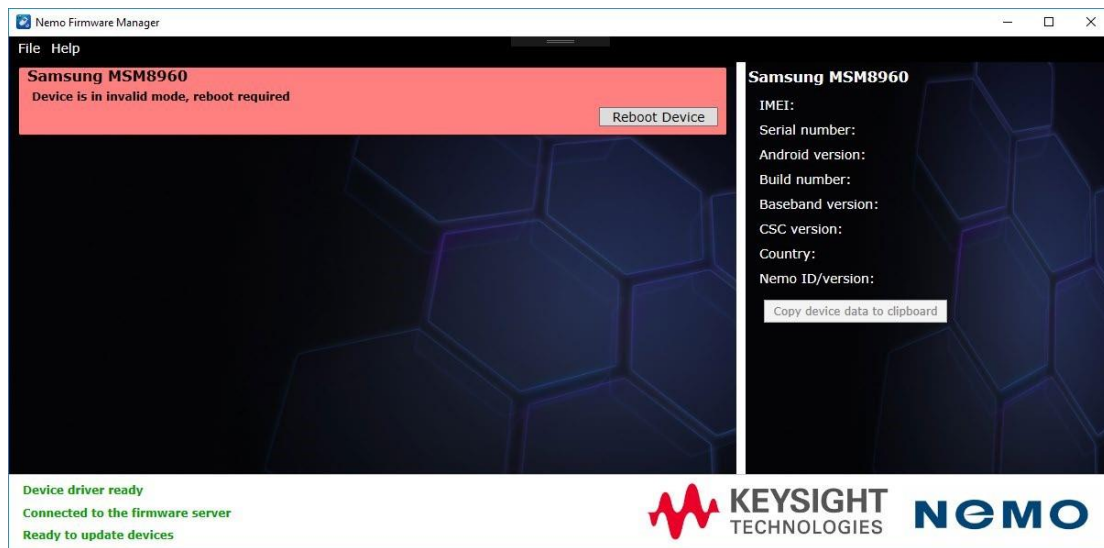 Nemo Firmware Manager
File Help
Samsung MSM8960
Device is in invalid mode, reboot required
Reboot Device
Samsung MSM8960
IMEI:
Serial number:
Android version:
Build number:
Baseband version:
CSC version:
Country:
Nemo ID/version:
Copy device data to clipboard
Device driver ready
Connected to the firmware server
Ready to update devices
KEYSIGHT
TECHNOLOGIES
NEMO